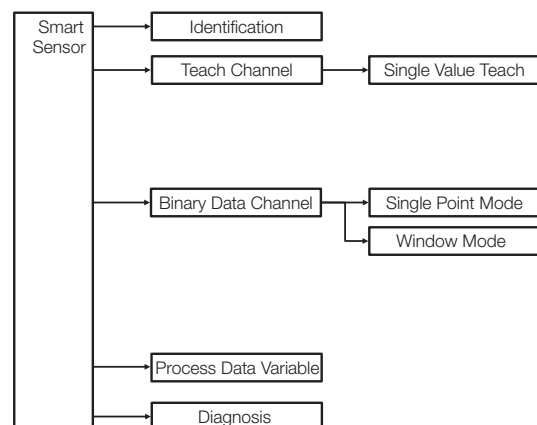 Smart
Sensor
Identification
Teach Channel
Single Value Teach
Binary Data Channel
Single Point Mode
Window Mode
Process Data Variable
Diagnosis